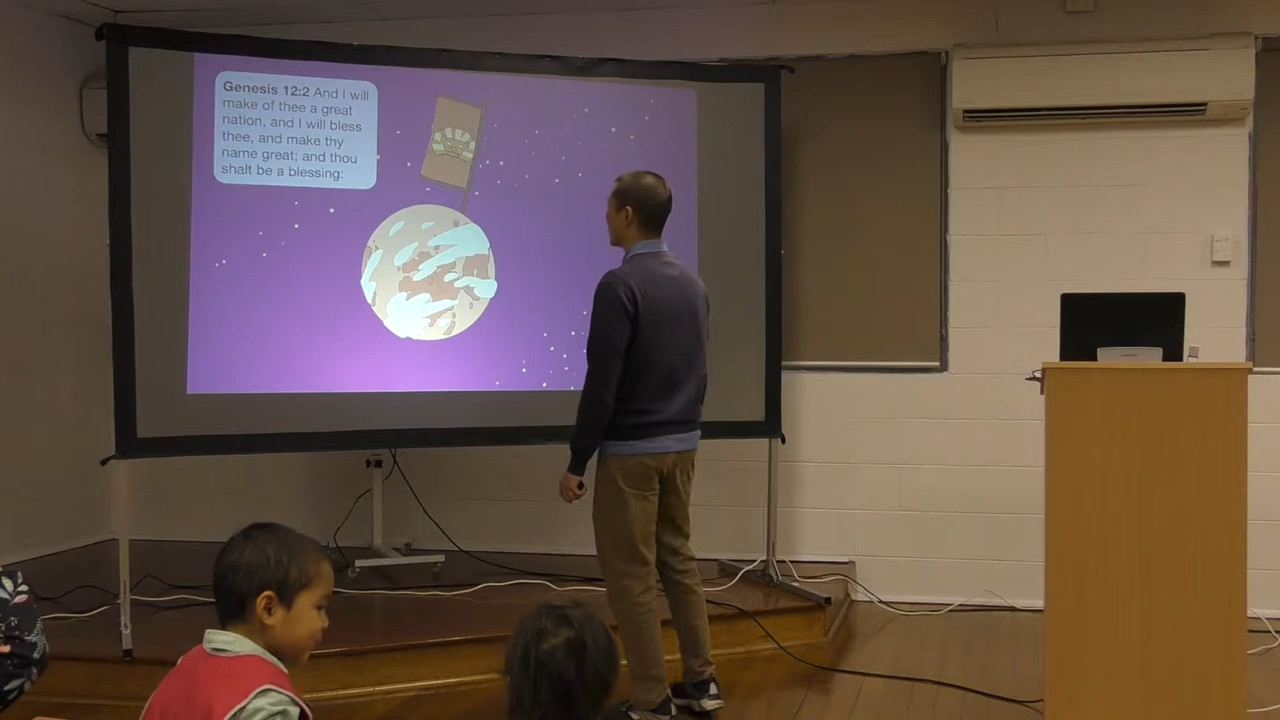 Genesis 12:2 And I will
make of thee a great
nation, and I will bless
thee, and make thy
name great; and thou
shalt be a blessing: